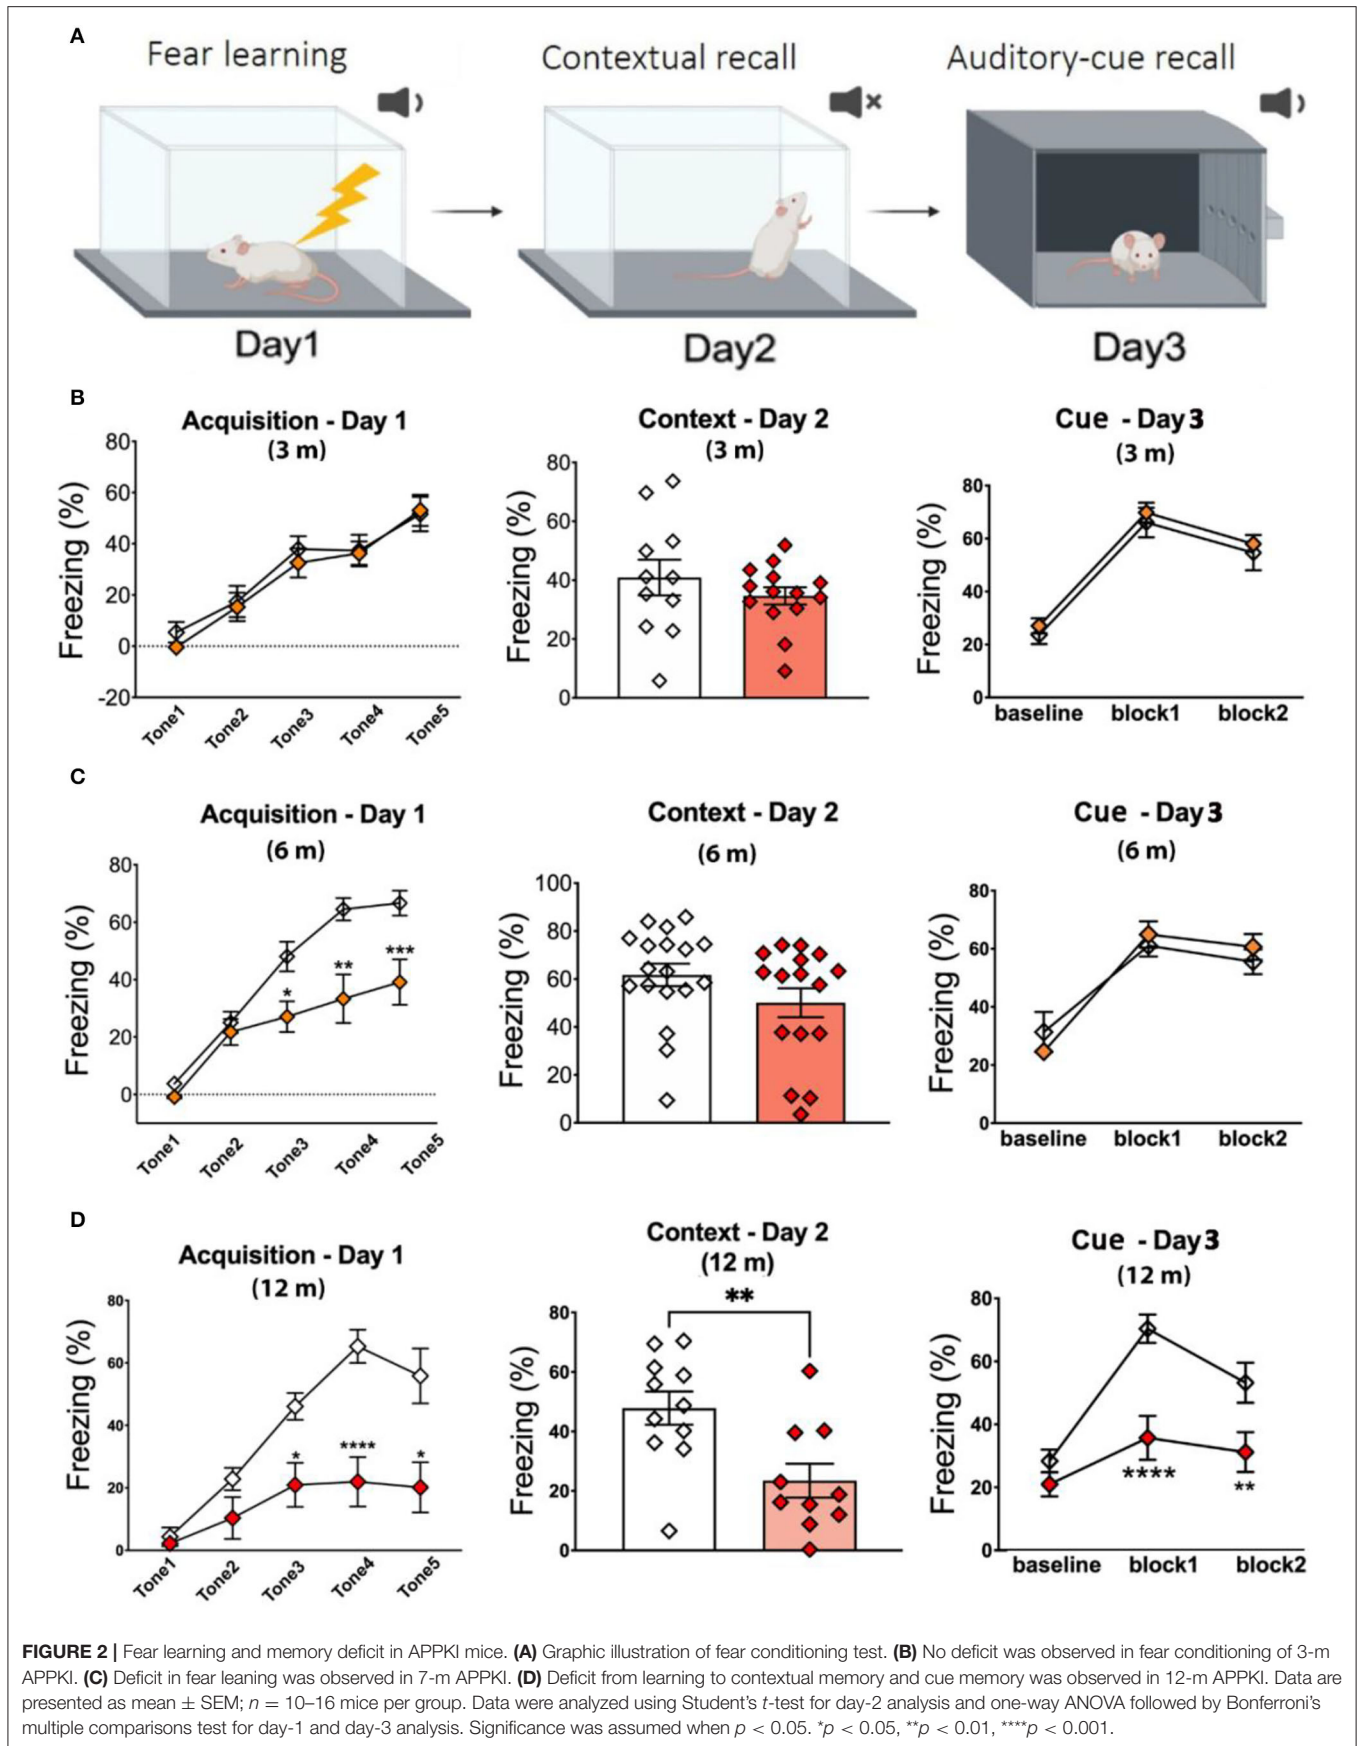 A
Fear learning
Contextual recall
Auditory-cue recall
Day1
Day2
Day3
B
Acquisition - Day 1
(3 m)
Freezing (%)
80
60
40
20
0
-20
Tone1
Tone2
Tone3
Tone4
Tone5
Context - Day 2
(3 m)
Freezing (%)
80
60
40
20
0
Cue - Day3
(3 m)
Freezing (%)
80
60
40
20
0
baseline
block1
block2
C
Acquisition - Day 1
(6 m)
Freezing (%)
80
60
40
20
0
*
**
***
Tone1
Tone2
Tone3
Tone4
Tone5
Context - Day 2
(6 m)
Freezing (%)
100
80
60
40
20
0
Cue - Day3
(6 m)
Freezing (%)
80
60
40
20
0
baseline
block1
block2
D
Acquisition - Day 1
(12 m)
Freezing (%)
80
60
40
20
0
*
****
*
Tone1
Tone2
Tone3
Tone4
Tone5
Context - Day 2
(12 m)
**
Freezing (%)
80
60
40
20
0
Cue - Day3
(12 m)
Freezing (%)
80
60
40
20
0
****
**
baseline
block1
block2
FIGURE 2 | Fear learning and memory deficit in APPKI mice. (A) Graphic illustration of fear conditioning test. (B) No deficit was observed in fear conditioning of 3-m
APPKI. (C) Deficit in fear leaning was observed in 7-m APPKI. (D) Deficit from learning to contextual memory and cue memory was observed in 12-m APPKI. Data are
presented as mean ± SEM; n = 10–16 mice per group. Data were analyzed using Student's t-test for day-2 analysis and one-way ANOVA followed by Bonferroni's
multiple comparisons test for day-1 and day-3 analysis. Significance was assumed when p < 0.05. *p < 0.05, **p < 0.01, ****p < 0.001.